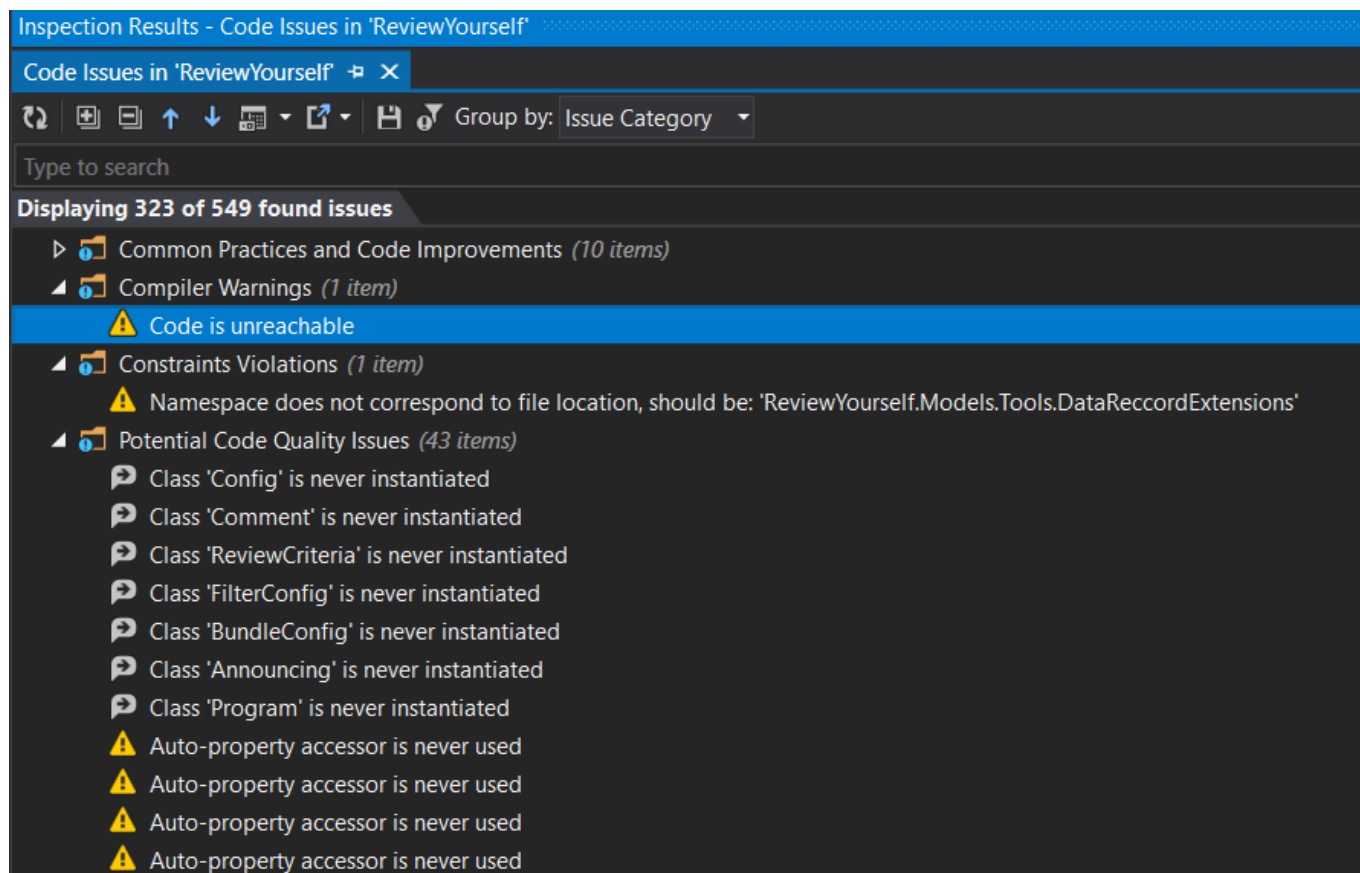 Inspection Results - Code Issues in 'ReviewYourself'
Code Issues in 'ReviewYourself'
Group by: Issue Category
Type to search
Displaying 323 of 549 found issues
Common Practices and Code Improvements (10 items)
Compiler Warnings (1 item)
Code is unreachable
Constraints Violations (1 item)
Namespace does not correspond to file location, should be: 'ReviewYourself.Models.Tools.DataReccordExtensions'
Potential Code Quality Issues (43 items)
Class 'Config' is never instantiated
Class 'Comment' is never instantiated
Class 'ReviewCriteria' is never instantiated
Class 'FilterConfig' is never instantiated
Class 'BundleConfig' is never instantiated
Class 'Announcing' is never instantiated
Class 'Program' is never instantiated
Auto-property accessor is never used
Auto-property accessor is never used
Auto-property accessor is never used
Auto-property accessor is never used